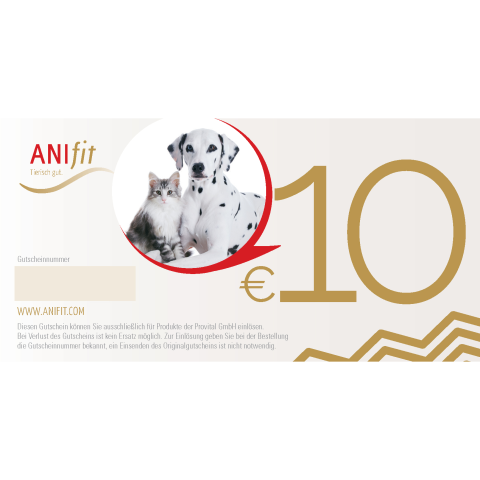 ANIfit
Tierisch gut.
Gutscheinnummer
€10
WWW.ANIFIT.COM
Diesen Gutschein können Sie ausschließlich für Produkte der Provital GmbH einlösen.
Bei Verlust des Gutscheins ist kein Ersatz möglich. Zur Einlösung geben Sie bei der Bestellung
die Gutscheinnummer bekannt, ein Einsenden des Originalgutscheins ist nicht notwendig.